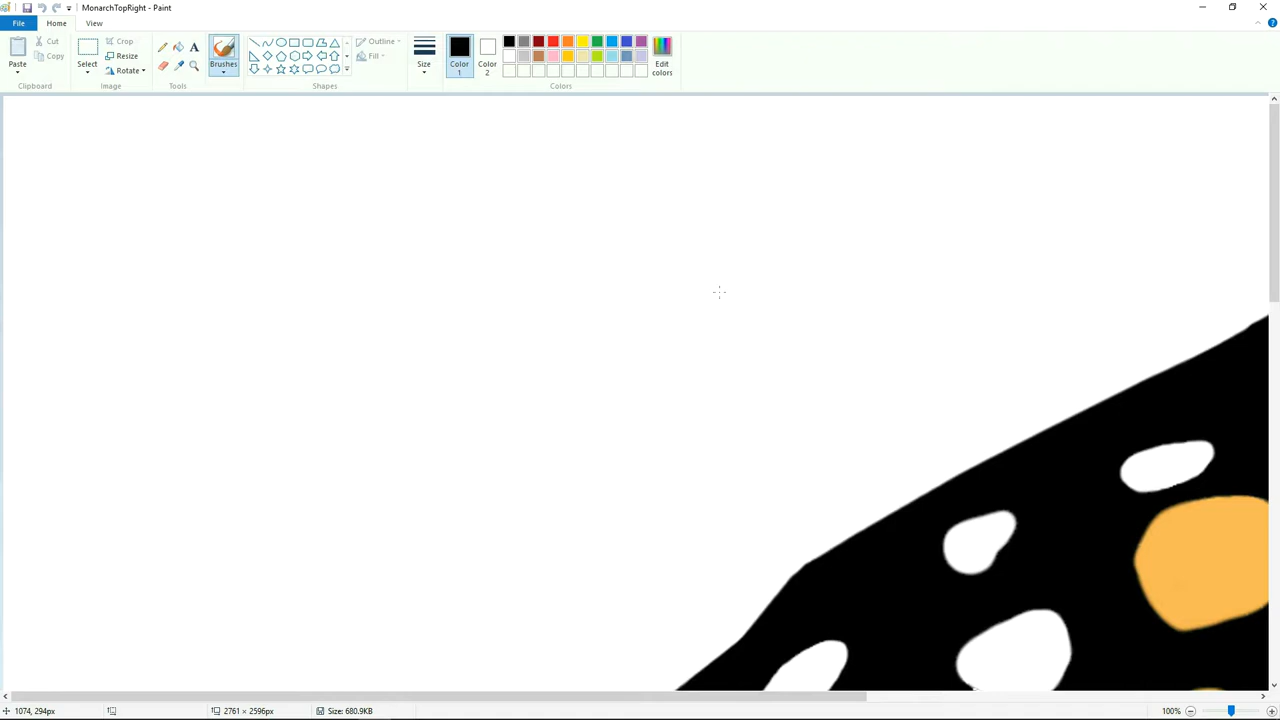 MonarchTopRight - Paint
File
Home
View
Paste
Cut
Copy
Clipboard
Select
Crop
Resize
Rotate
Image
A
Tools
Brushes
Shapes
Outline
Fill
Size
Color 1
Color 2
Edit colors
Colors
1074, 294px
2761 × 2596px
Size: 680.9KB
100%